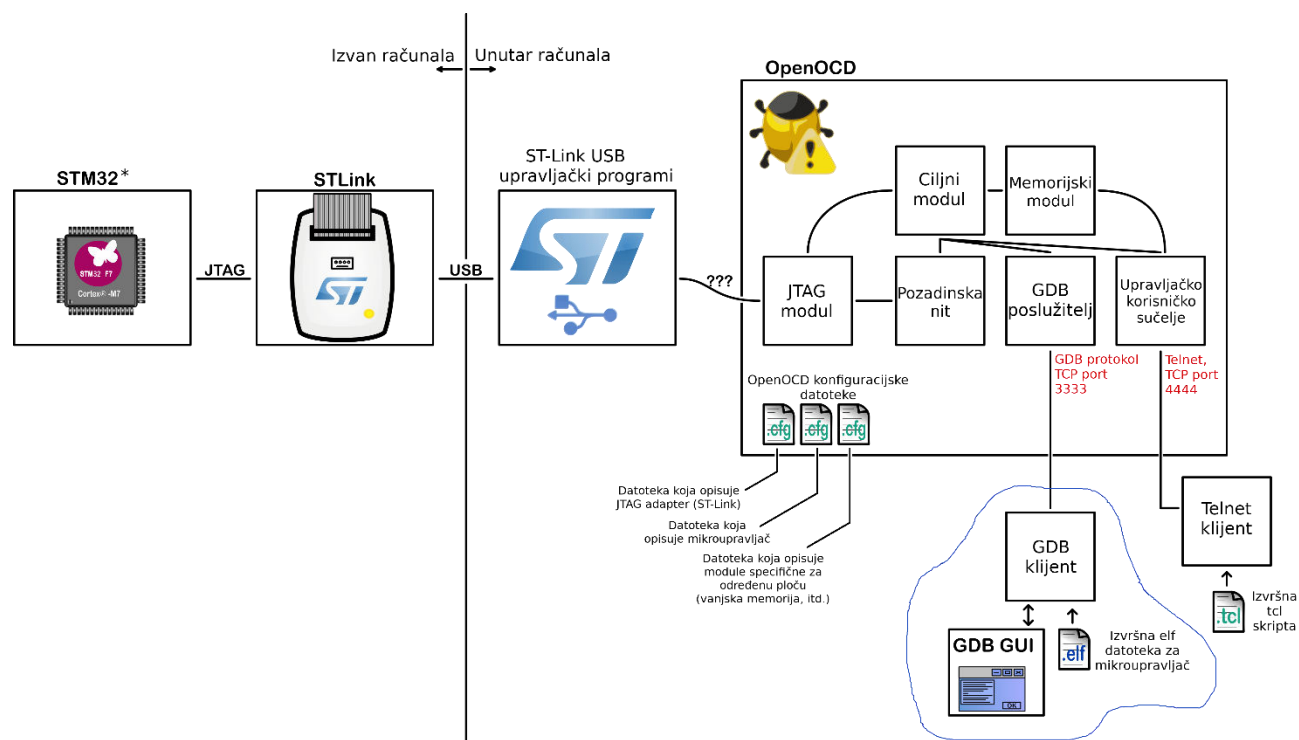 Izvan računala
Unutar računala
OpenOCD
STM32*
STM32 F7
Cortex®-M7
JTAG
STLink
USB
ST-Link USB
upravljački programi
ST
???
JTAG
modul
Ciljni
modul
Memorijski
modul
Pozadinska
nit
GDB
poslužitelj
Upravljačko
korisničko
sučelje
GDB protokol
TCP port
3333
Telnet,
TCP port
4444
OpenOCD konfiguracijske
datoteke
.cfg
.cfg
.cfg
Datoteka koja opisuje
JTAG adapter (ST-Link)
Datoteka koja
opisuje mikroupravljač
Datoteka koja opisuje
module specifične za
određenu ploču
(vanjska memorija, itd.)
GDB
klijent
Telnet
klijent
.tcl
Izvršna
tcl
skripta
GDB GUI
OK
.elf
Izvršna elf
datoteka za
mikroupravljač